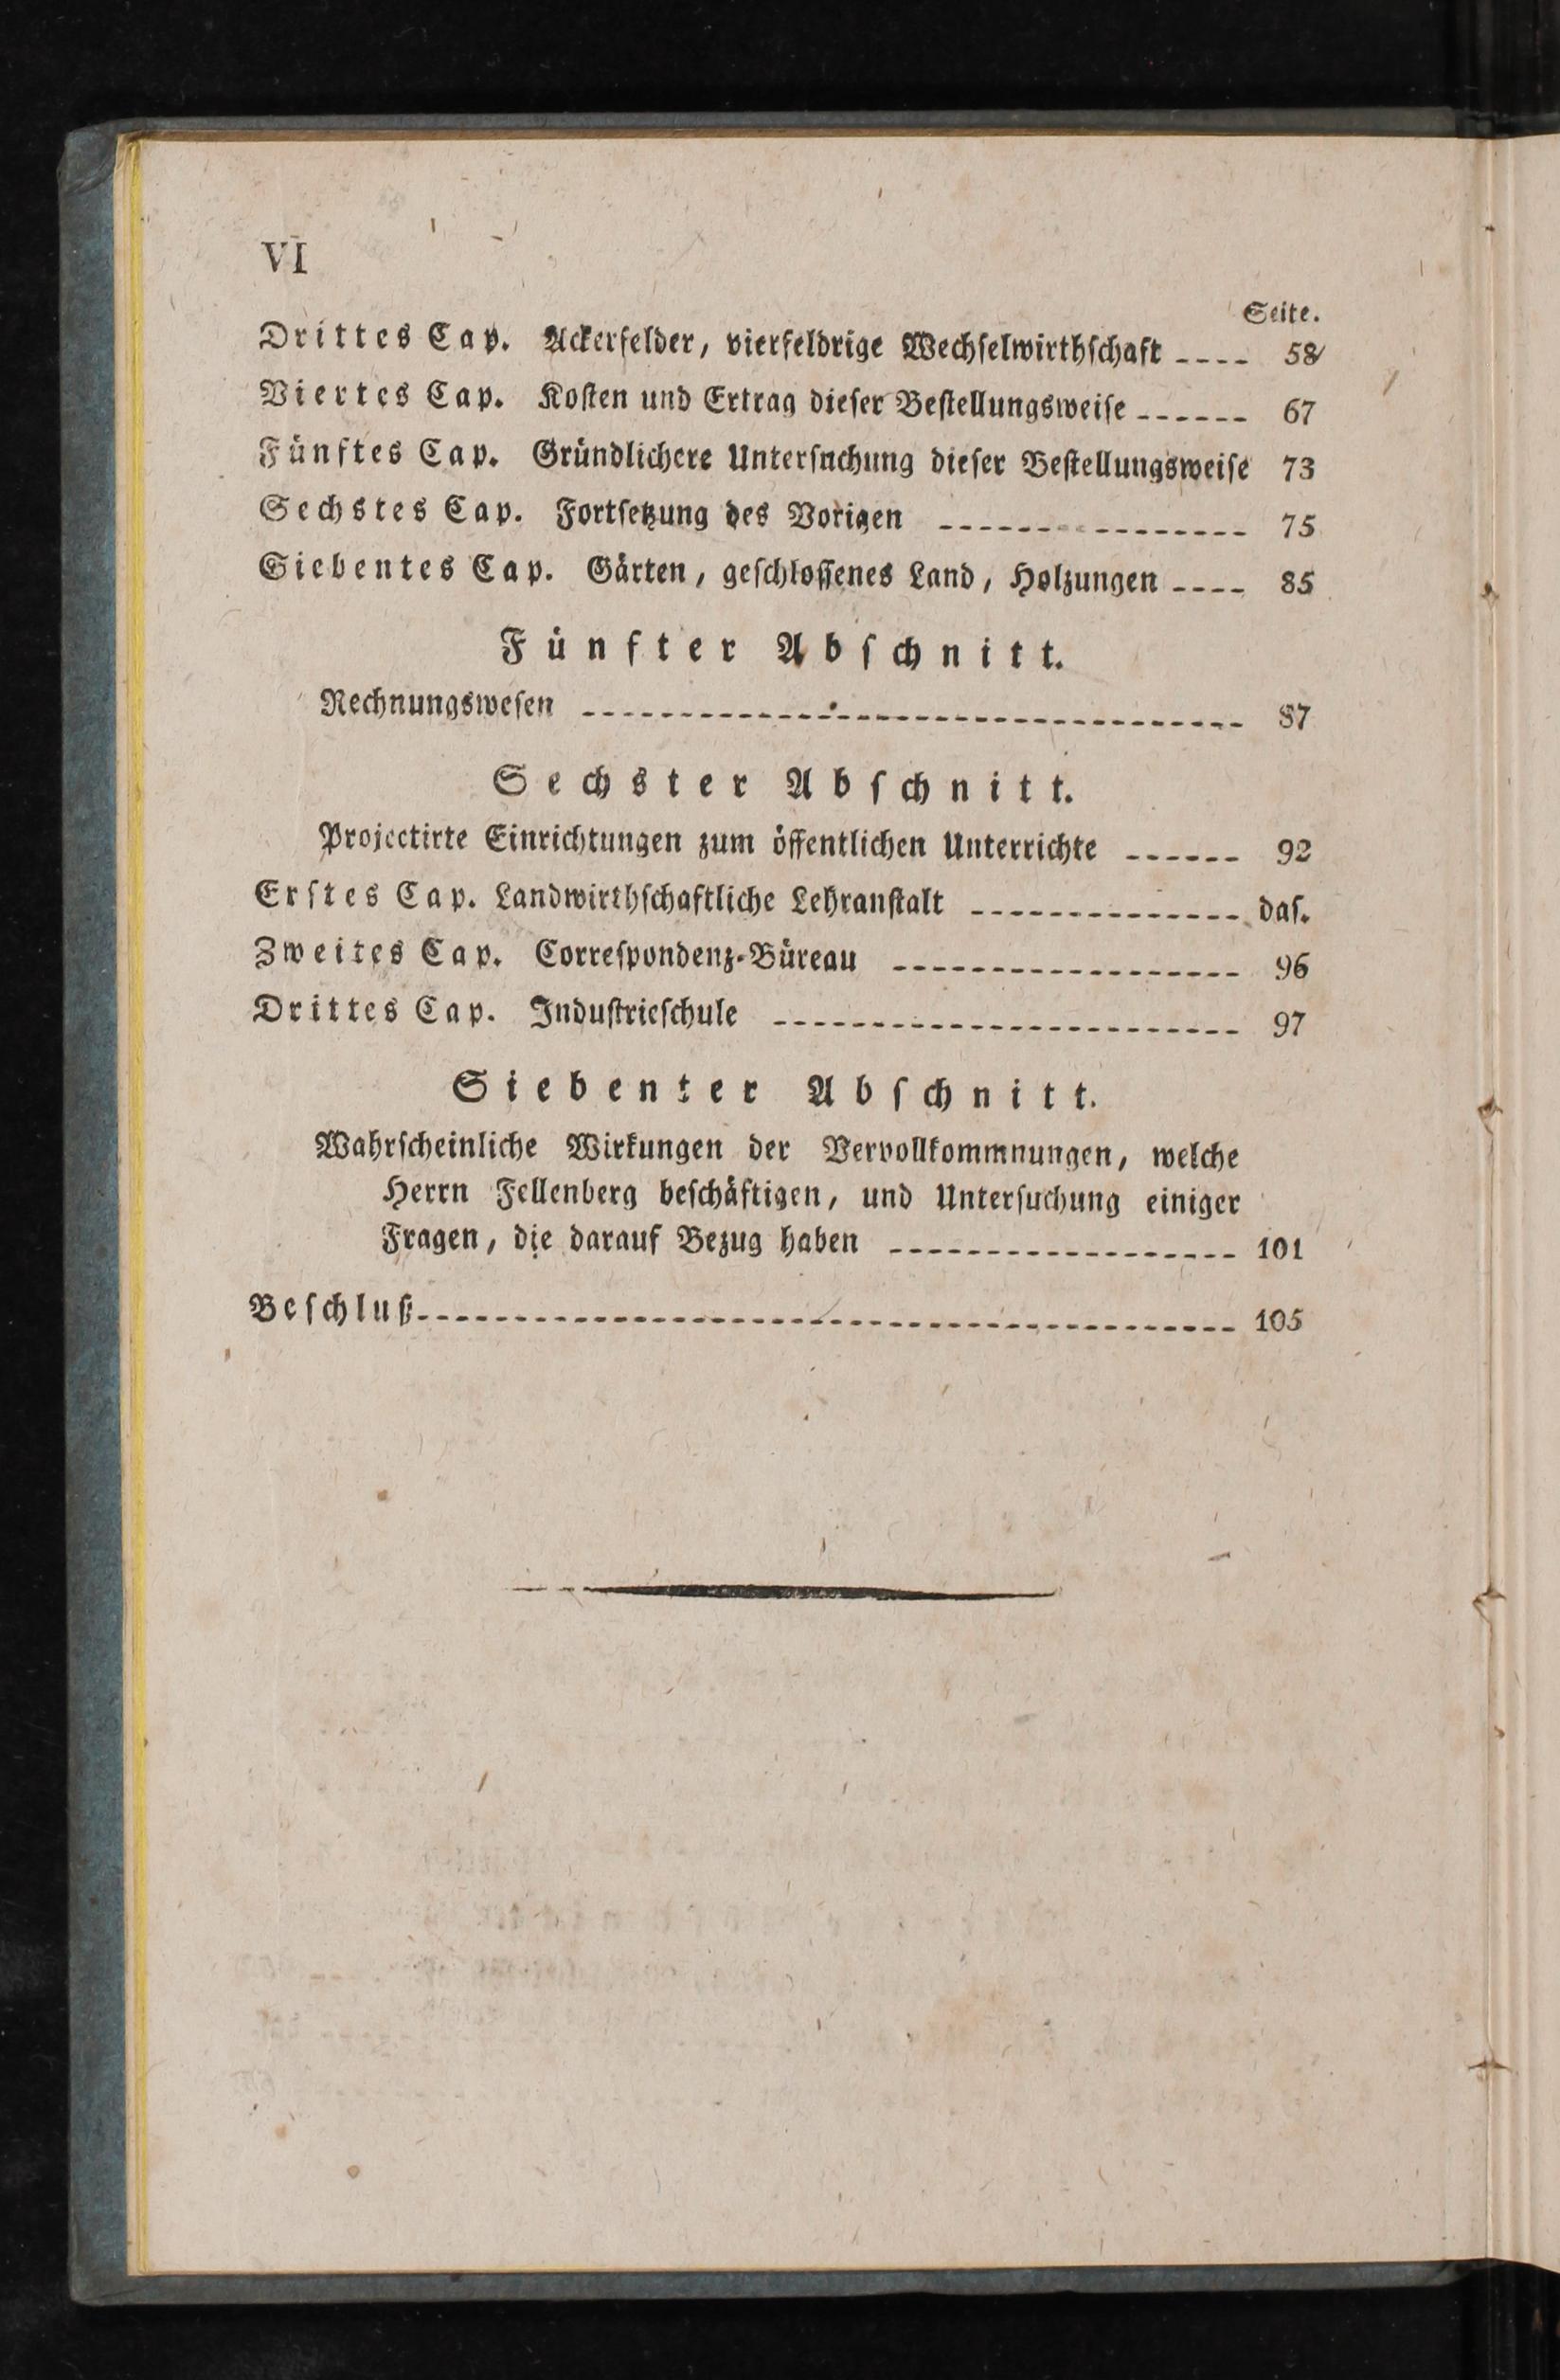 VI
Seite.
Drittes Cap. Ackerfelder, vierfeldrige Wechselwirthschaft ---- 58
Viertes Cap. Kosten und Ertrag dieser Bestellungsweise ------ 67
Fünftes Cap. Gründlichere Untersuchung dieser Bestellungsweise 73
Sechstes Cap. Fortsetzung des Vorigen ---------------- 75
Siebentes Cap. Gärten, geschlossenes Land, Holzungen ---- 85
Fünfter Abschnitt.
Rechnungswesen ---------------------------------- 87
Sechster Abschnitt.
Projectirte Einrichtungen zum öffentlichen Unterrichte ------ 92
Erstes Cap. Landwirthschaftliche Lehranstalt -------------- das.
Zweites Cap. Correspondenz-Büreau ------------------ 96
Drittes Cap. Industrieschule ------------------------ 97
Siebenter Abschnitt.
Wahrscheinliche Wirkungen der Vervollkommnungen, welche
Herrn Fellenberg beschäftigen, und Untersuchung einiger
Fragen, die darauf Bezug haben ------------------ 101
Beschluß------------------------------------------ 105